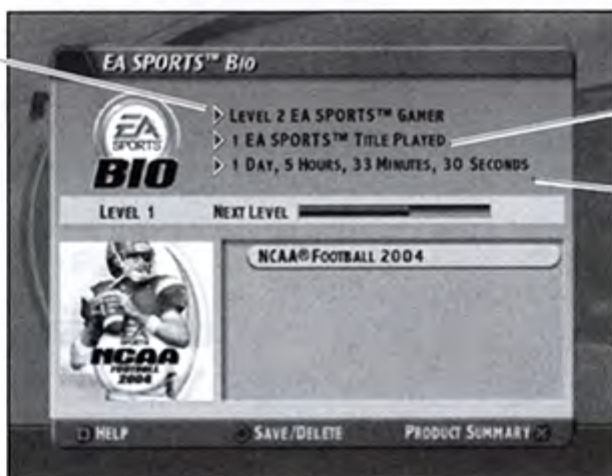 EA SPORTS™ BIO
EA
SPORTS
BIO
LEVEL 2 EA SPORTS™ GAMER
1 EA SPORTS™ TITLE PLAYED
1 DAY, 5 HOURS, 33 MINUTES, 30 SECONDS
LEVEL 1 NEXT LEVEL
NCAA® FOOTBALL 2004
EA
SPORTS
NCAA
FOOTBALL
2004
HELP SAVE/DELETE PRODUCT SUMMARY